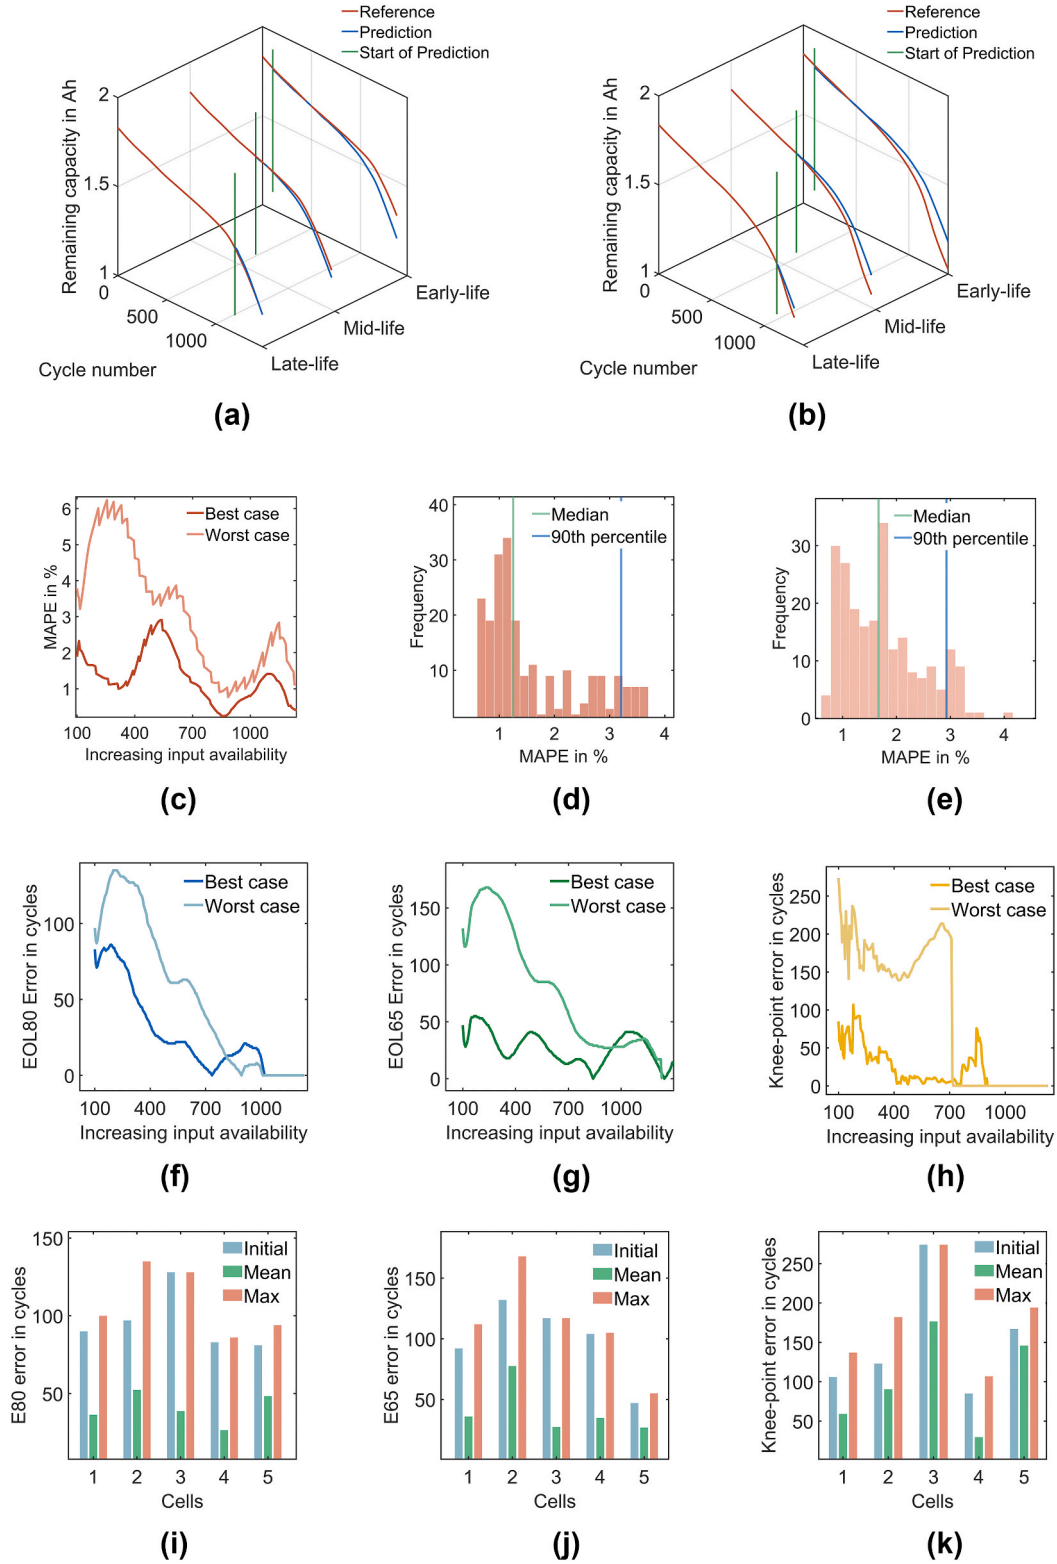 Reference
Prediction
Start of Prediction
Remaining capacity in Ah
2
1.5
1
0
500
1000
Cycle number
Early-life
Mid-life
Late-life
(a)
Reference
Prediction
Start of Prediction
Remaining capacity in Ah
2
1.5
1
0
500
1000
Cycle number
Early-life
Mid-life
Late-life
(b)
MAPE in %
6
5
4
3
2
1
Best case
Worst case
100 400 700 1000
Increasing input availability
(c)
Frequency
40
30
20
10
Median
90th percentile
1 2 3 4
MAPE in %
(d)
Frequency
30
20
10
0
Median
90th percentile
1 2 3 4
MAPE in %
(e)
EOL80 Error in cycles
100
50
0
Best case
Worst case
100 400 700 1000
Increasing input availability
(f)
EOL65 Error in cycles
150
100
50
0
Best case
Worst case
100 400 700 1000
Increasing input availability
(g)
Knee-point error in cycles
250
200
150
100
50
0
Best case
Worst case
100 400 700 1000
Increasing input availability
(h)
E80 error in cycles
150
100
50
Initial
Mean
Max
1 2 3 4 5
Cells
(i)
E65 error in cycles
150
100
50
Initial
Mean
Max
1 2 3 4 5
Cells
(j)
Knee-point error in cycles
250
200
150
100
50
Initial
Mean
Max
1 2 3 4 5
Cells
(k)